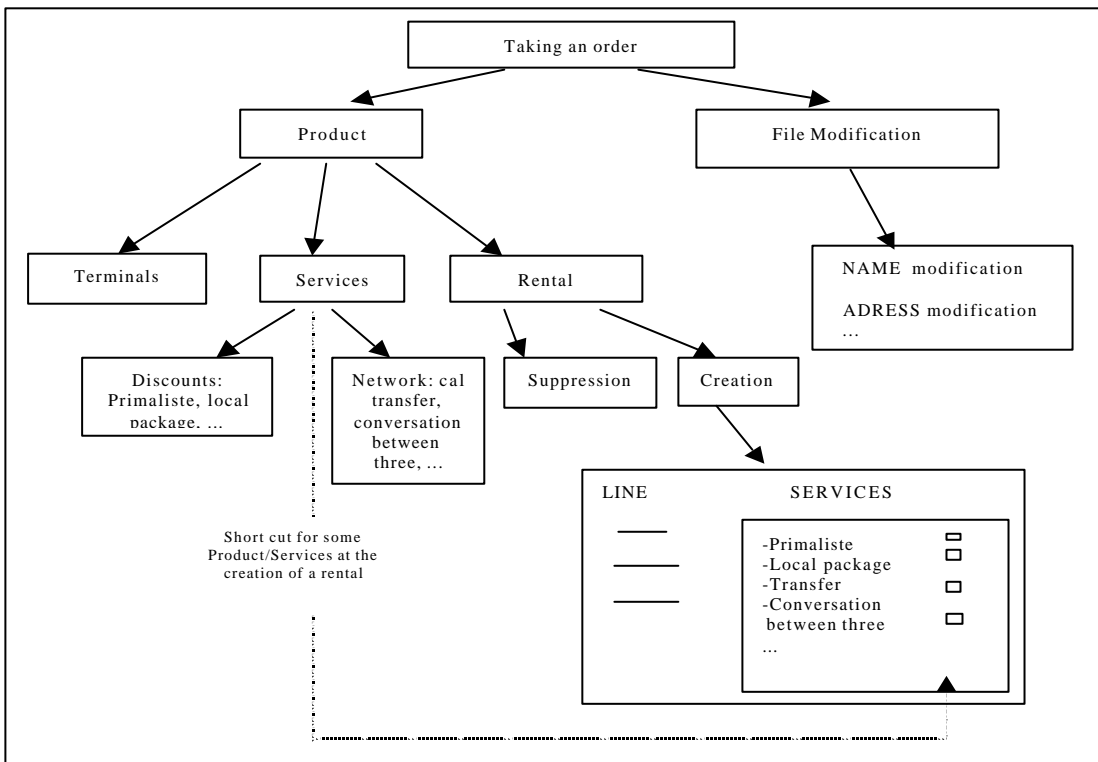 Taking an order
Product
File Modification
Terminals
Services
Rental
NAME modification
ADRESS modification
...
Discounts:
Primaliste, local
package, ...
Network: cal
transfer,
conversation
between
three, ...
Suppression
Creation
LINE
SERVICES
-Primaliste
-Local package
-Transfer
-Conversation
between three
...
Short cut for some
Product/Services at the
creation of a rental